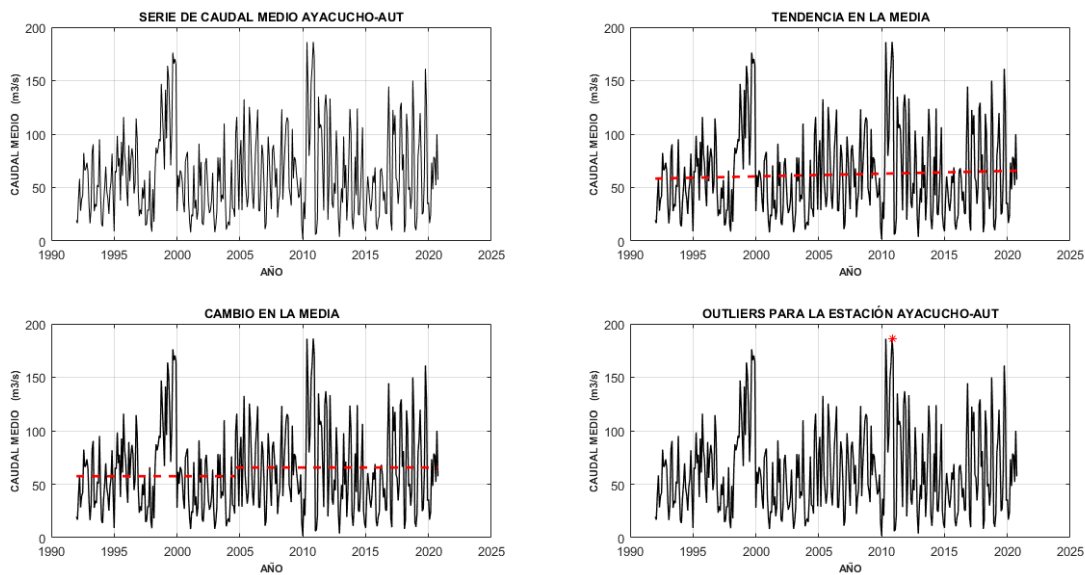 SERIE DE CAUDAL MEDIO AYACUCHO-AUT
200
150
100
50
0
CAUDAL MEDIO (m3/s)
1990 1995 2000 2005 2010 2015 2020 2025
AÑO
TENDENCIA EN LA MEDIA
200
150
100
50
0
CAUDAL MEDIO (m3/s)
1990 1995 2000 2005 2010 2015 2020 2025
AÑO
CAMBIO EN LA MEDIA
200
150
100
50
0
CAUDAL MEDIO (m3/s)
1990 1995 2000 2005 2010 2015 2020 2025
AÑO
OUTLIERS PARA LA ESTACIÓN AYACUCHO-AUT
200
150
100
50
0
CAUDAL MEDIO (m3/s)
1990 1995 2000 2005 2010 2015 2020 2025
AÑO